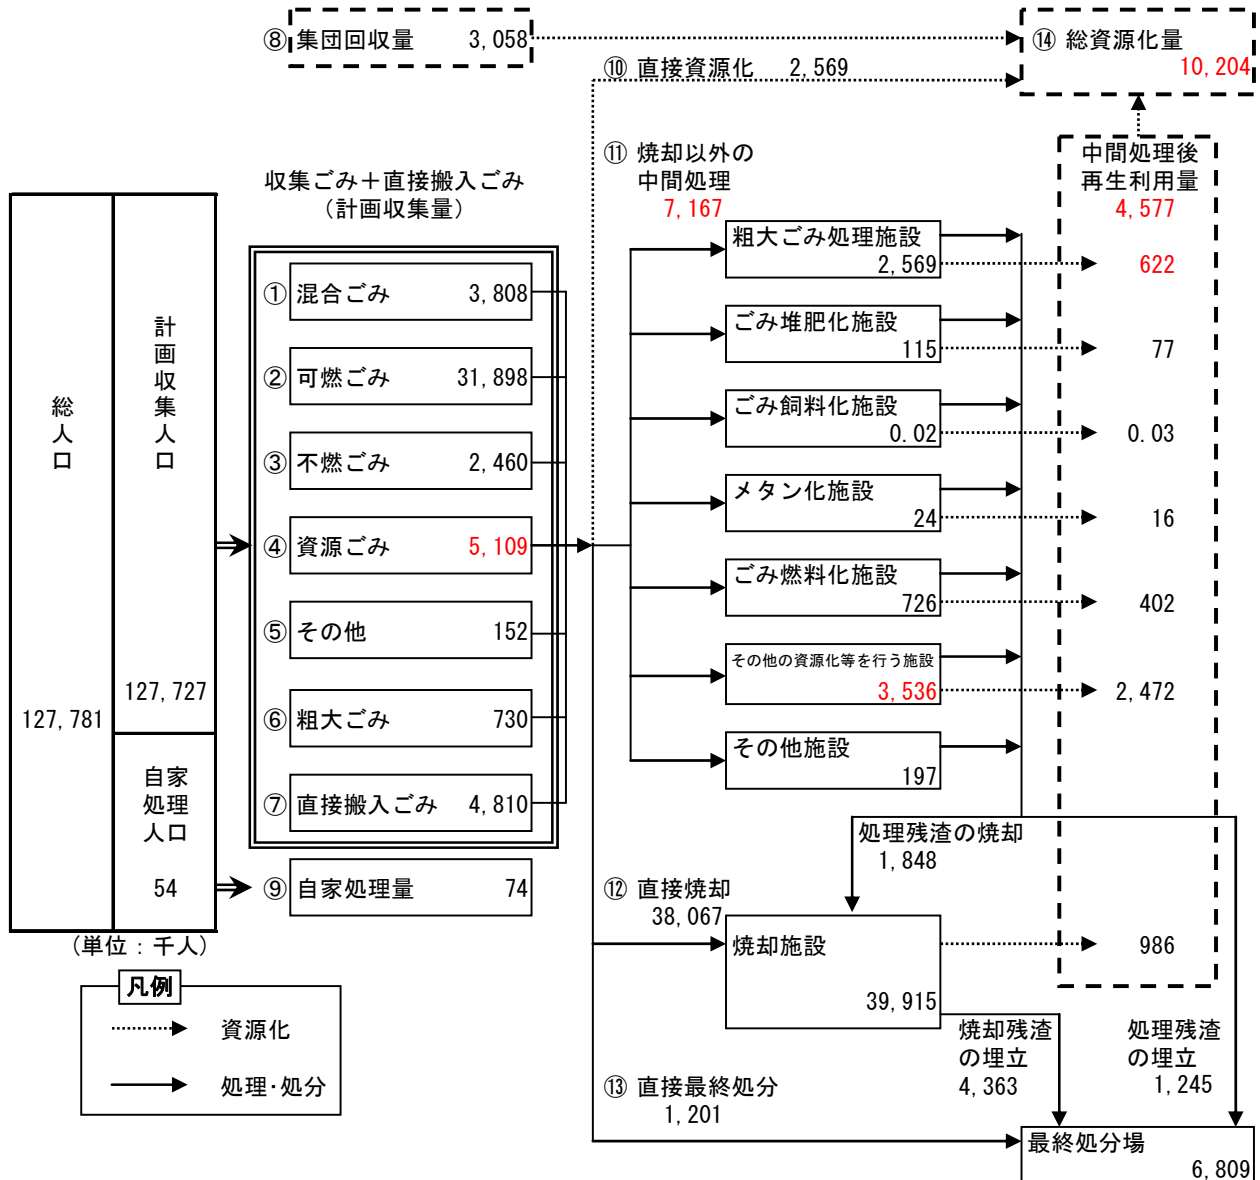 ⑧ 集団回収量 3,058
⑭ 総資源化量
10,204
⑩ 直接資源化 2,569
⑪ 焼却以外の
中間処理
7,167
中間処理後
再生利用量
4,577
収集ごみ＋直接搬入ごみ
（計画収集量）
総人口
127,781
計画収集人口
127,727
自家
処理
人口
54
(単位：千人)
① 混合ごみ 3,808
② 可燃ごみ 31,898
③ 不燃ごみ 2,460
④ 資源ごみ 5,109
⑤ その他 152
⑥ 粗大ごみ 730
⑦ 直接搬入ごみ 4,810
⑨ 自家処理量 74
粗大ごみ処理施設
2,569
622
ごみ堆肥化施設
115
77
ごみ飼料化施設
0.02
0.03
メタン化施設
24
16
ごみ燃料化施設
726
402
その他の資源化等を行う施設
3,536
2,472
その他施設
197
処理残渣の焼却
1,848
⑫ 直接焼却
38,067
焼却施設
39,915
986
焼却残渣
の埋立
4,363
処理残渣
の埋立
1,245
⑬ 直接最終処分
1,201
最終処分場
6,809
凡例
資源化
処理・処分